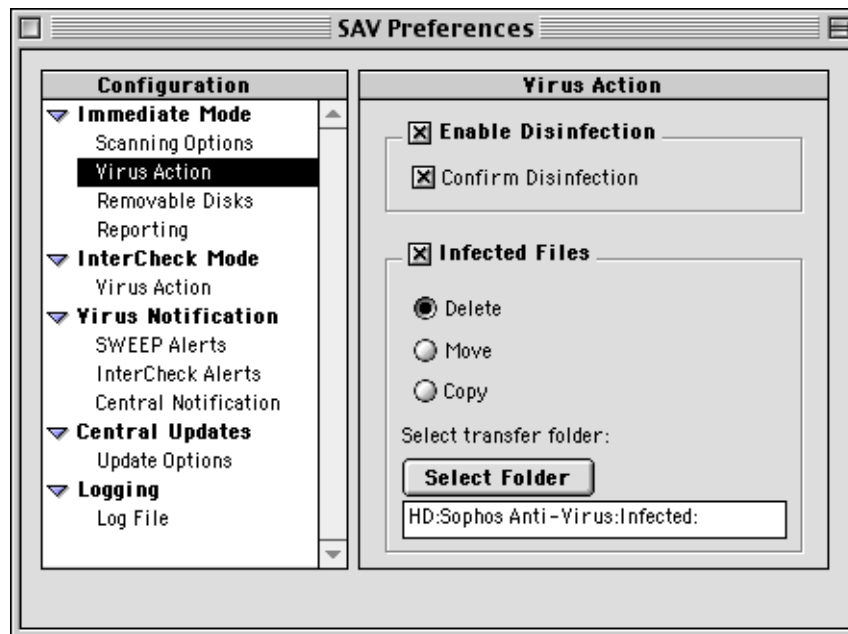 SAV Preferences
Configuration
Immediate Mode
Scanning Options
Virus Action
Removable Disks
Reporting
InterCheck Mode
Virus Action
Virus Notification
SWEEP Alerts
InterCheck Alerts
Central Notification
Central Updates
Update Options
Logging
Log File
Virus Action
Enable Disinfection
Confirm Disinfection
Infected Files
Delete
Move
Copy
Select transfer folder:
Select Folder
HD:Sophos Anti-Virus:Infected: